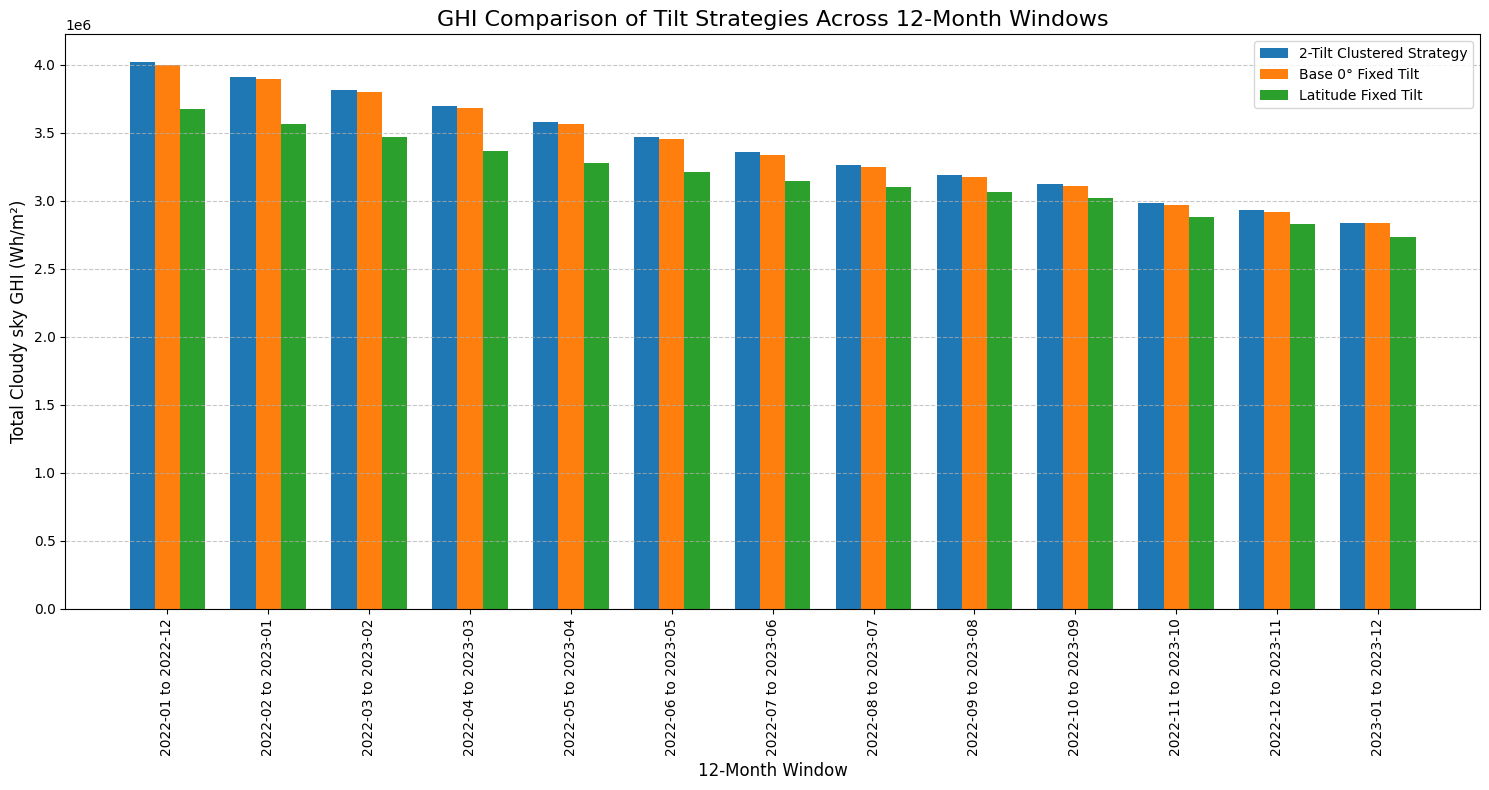 GHI Comparison of Tilt Strategies Across 12-Month Windows
1e6
2-Tilt Clustered Strategy
Base 0° Fixed Tilt
Latitude Fixed Tilt
Total Cloudy sky GHI (Wh/m²)
4.0
3.5
3.0
2.5
2.0
1.5
1.0
0.5
0.0
2022-01 to 2022-12
2022-02 to 2023-01
2022-03 to 2023-02
2022-04 to 2023-03
2022-05 to 2023-04
2022-06 to 2023-05
2022-07 to 2023-06
2022-08 to 2023-07
2022-09 to 2023-08
2022-10 to 2023-09
2022-11 to 2023-10
2022-12 to 2023-11
2023-01 to 2023-12
12-Month Window